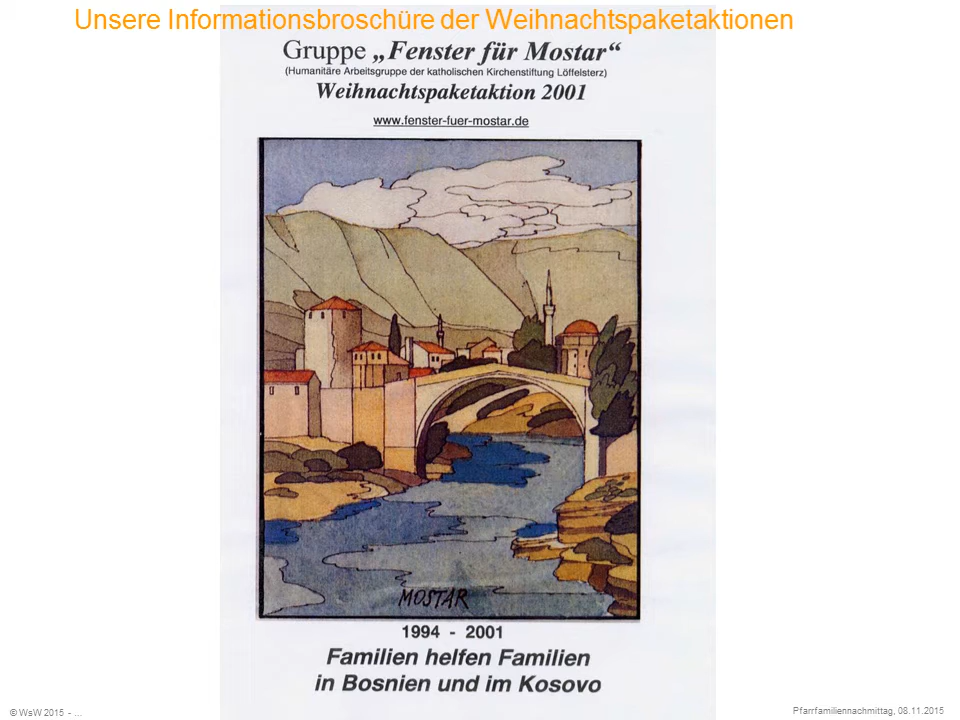 Unsere Informationsbroschüre der Weihnachtspaketaktionen
Gruppe „Fenster für Mostar“
(Humanitäre Arbeitsgruppe der katholischen Kirchenstiftung Löffelsterz)
Weihnachtspaketaktion 2001
www.fenster-fuer-mostar.de
MOSTAR
1994 - 2001
Familien helfen Familien
in Bosnien und im Kosovo
© WsW 2015 - ...
Pfarrfamiliennachmittag, 08.11.2015